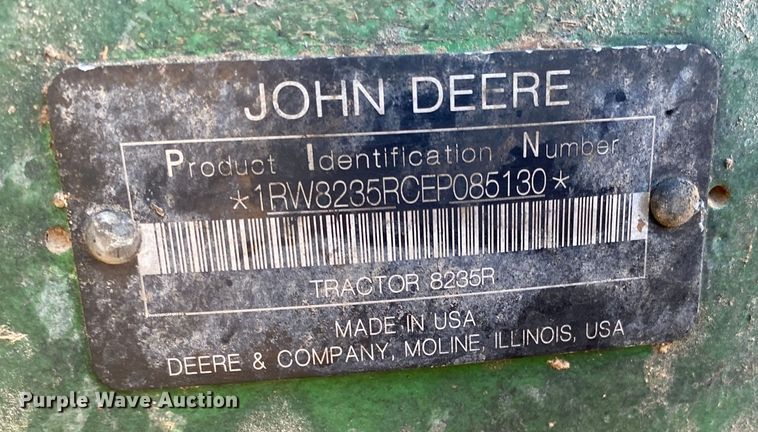 JOHN DEERE
Product Identification Number
*1RW8235RCEP085130*
TRACTOR 8235R
MADE IN USA
DEERE & COMPANY, MOLINE, ILLINOIS, USA
Purple Wave Auction